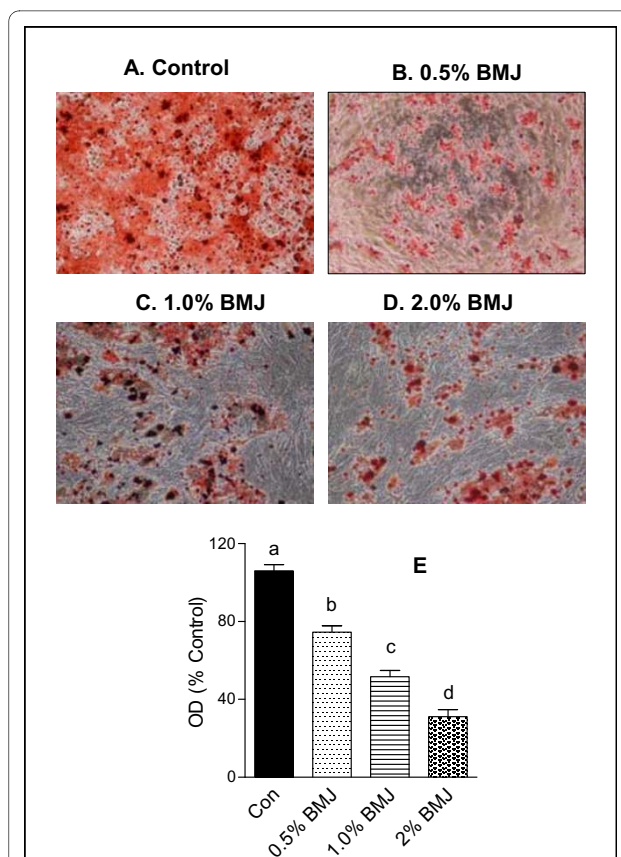 A. Control
B. 0.5% BMJ
C. 1.0% BMJ
D. 2.0% BMJ
E
OD (% Control)
120
80
40
0
a
b
c
d
Con
0.5% BMJ
1.0% BMJ
2% BMJ